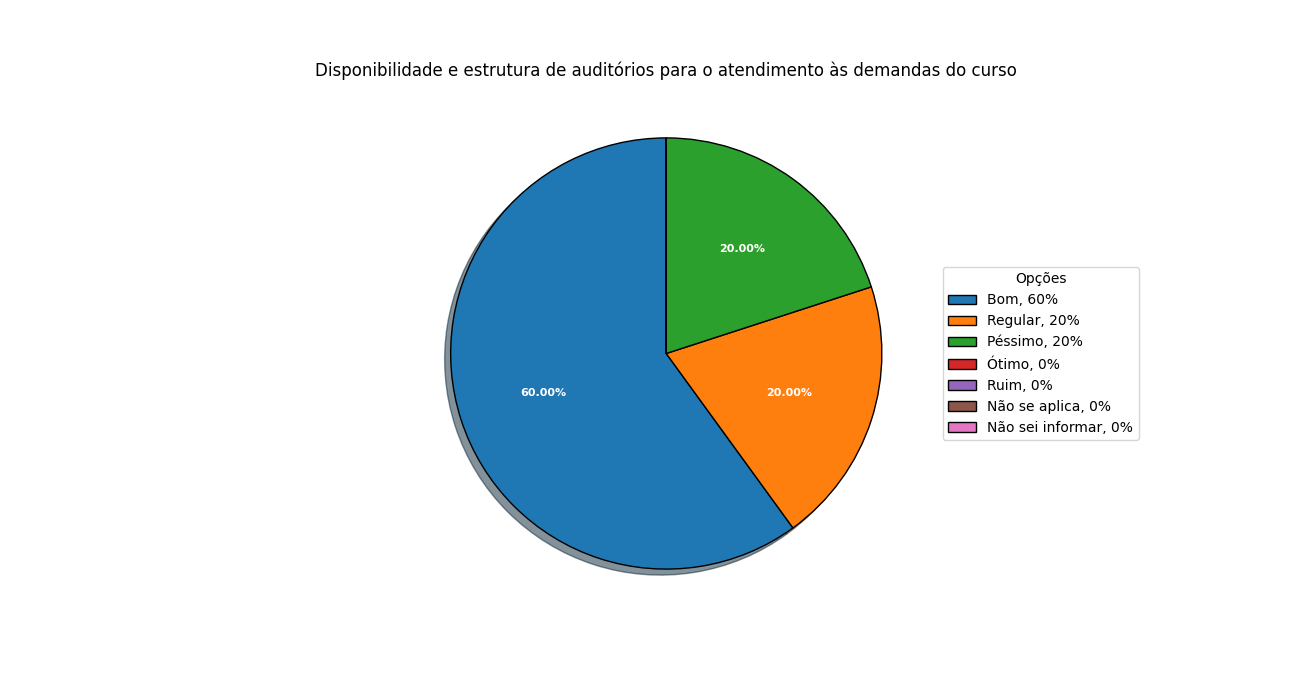 Disponibilidade e estrutura de auditórios para o atendimento às demandas do curso
20.00%
60.00%
20.00%
Opções
Bom, 60%
Regular, 20%
Péssimo, 20%
Ótimo, 0%
Ruim, 0%
Não se aplica, 0%
Não sei informar, 0%